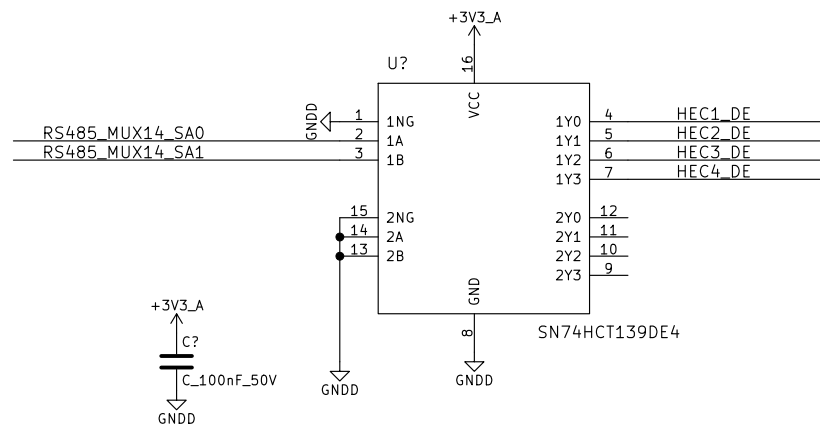 +3V3_A
U?
16
VCC
GNDD
1
1NG
1Y0
4
HEC1_DE
RS485_MUX14_SA0
2
1A
1Y1
5
HEC2_DE
RS485_MUX14_SA1
3
1B
1Y2
6
HEC3_DE
1Y3
7
HEC4_DE
15
2NG
2Y0
12
14
2A
2Y1
11
13
2B
2Y2
10
2Y3
9
GND
8
SN74HCT139DE4
GNDD
GNDD
+3V3_A
C?
C_100nF_50V
GNDD